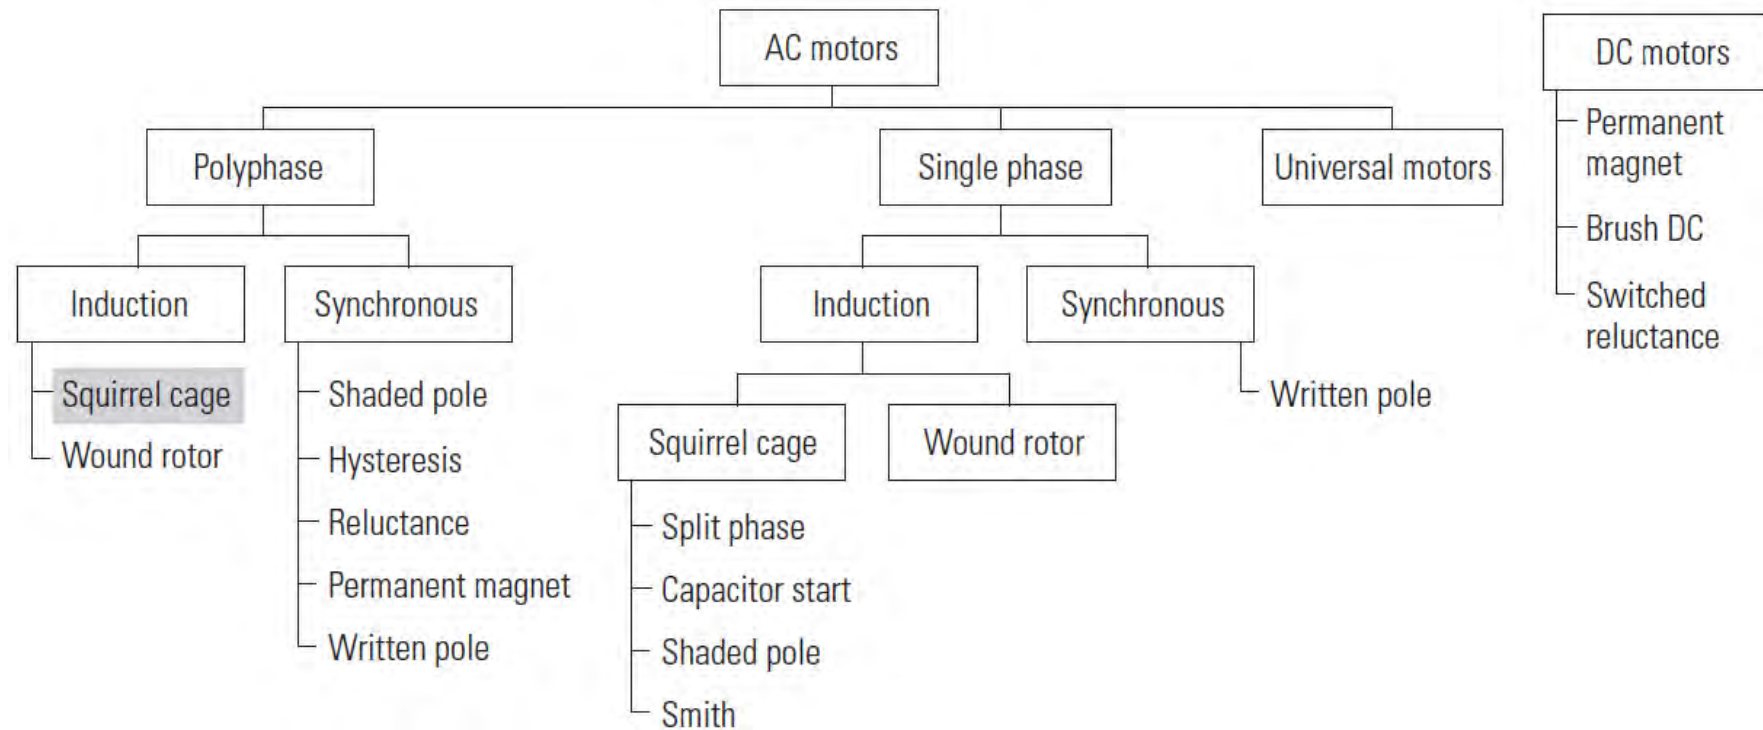 AC motors
DC motors
Polyphase
Single phase
Universal motors
Permanent
magnet
Brush DC
Switched
reluctance
Induction
Synchronous
Induction
Synchronous
Squirrel cage
Wound rotor
Shaded pole
Hysteresis
Reluctance
Permanent magnet
Written pole
Squirrel cage
Wound rotor
Written pole
Split phase
Capacitor start
Shaded pole
Smith